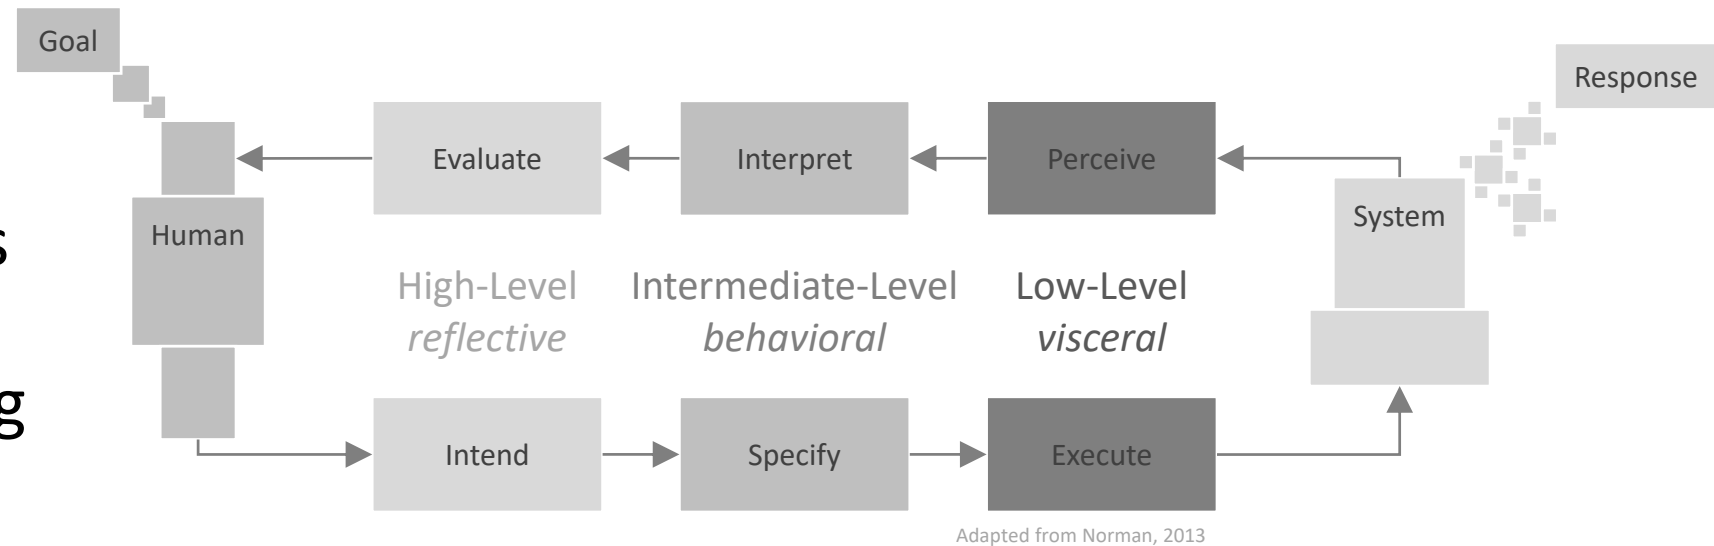 Goal
Response
Evaluate
Interpret
Perceive
Human
System
High-Level
reflective
Intermediate-Level
behavioral
Low-Level
visceral
Intend
Specify
Execute
Adapted from Norman, 2013